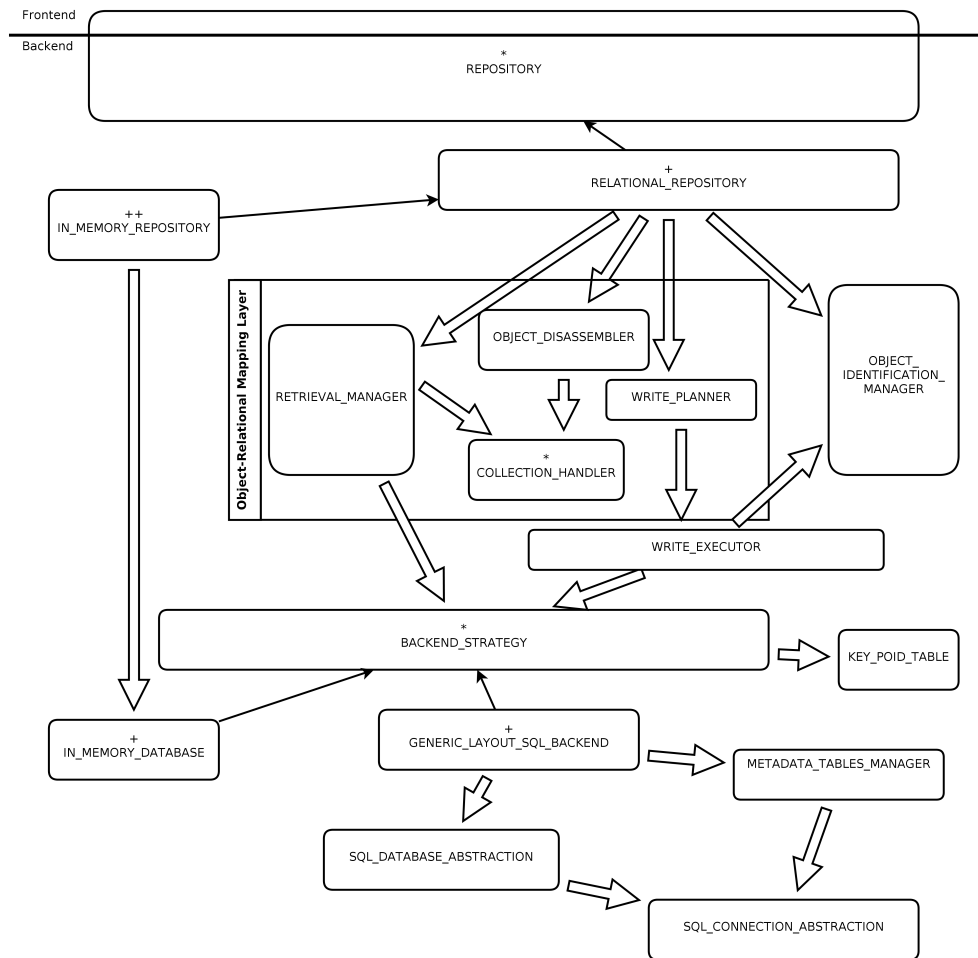 Frontend
Backend
*
REPOSITORY
+
RELATIONAL_REPOSITORY
++
IN_MEMORY_REPOSITORY
Object-Relational Mapping Layer
OBJECT_DISASSEMBLER
RETRIEVAL_MANAGER
WRITE_PLANNER
OBJECT_
IDENTIFICATION_
MANAGER
*
COLLECTION_HANDLER
WRITE_EXECUTOR
*
BACKEND_STRATEGY
KEY_POID_TABLE
+
IN_MEMORY_DATABASE
+
GENERIC_LAYOUT_SQL_BACKEND
METADATA_TABLES_MANAGER
SQL_DATABASE_ABSTRACTION
SQL_CONNECTION_ABSTRACTION